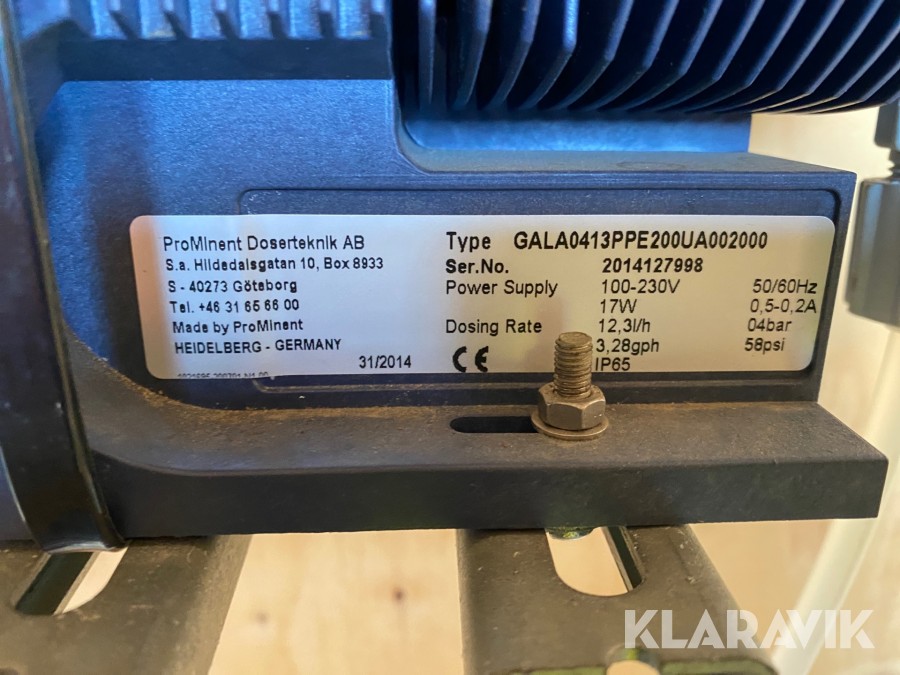 ProMinent Doserteknik AB
S.a. Hildedalsgatan 10, Box 8933
S - 40273 Göteborg
Tel. +46 31 65 66 00
Made by ProMinent
HEIDELBERG - GERMANY
31/2014
Type GALA0413PPE200UA002000
Ser.No. 2014127998
Power Supply 100-230V 50/60Hz
17W 0,5-0,2A
Dosing Rate 12,3l/h 04bar
CE 3,28gph 58psi
IP65
KLARAVIK